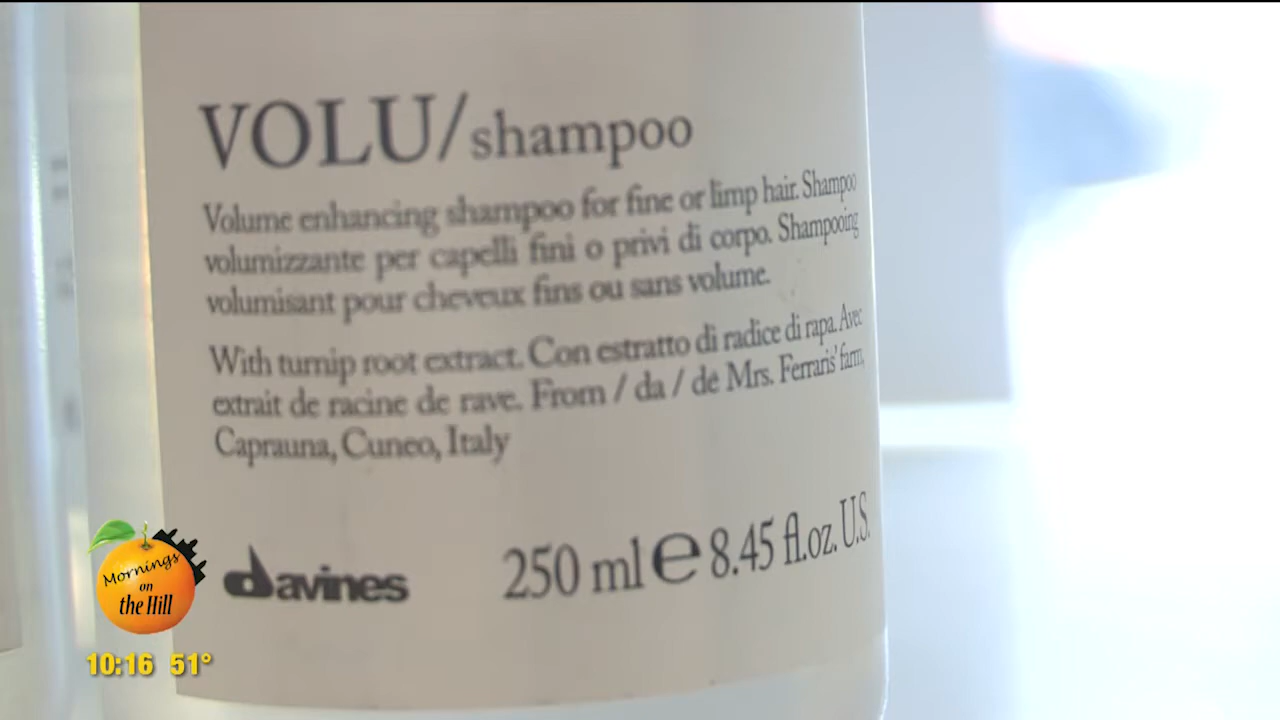 VOLU/shampoo
Volume enhancing shampoo for fine or limp hair. Shampoo
volumizzante per capelli fini o privi di corpo. Shampooing
volumisant pour cheveux fins ou sans volume.
With turnip root extract. Con estratto di radice di rapa. Avec
extrait de racine de rave. From / da / de Mrs. Ferraris' farm,
Caprauna, Cuneo, Italy
davines
250 ml e 8.45 fl.oz. U.S.
Mornings
on
the Hill
10:16 51°